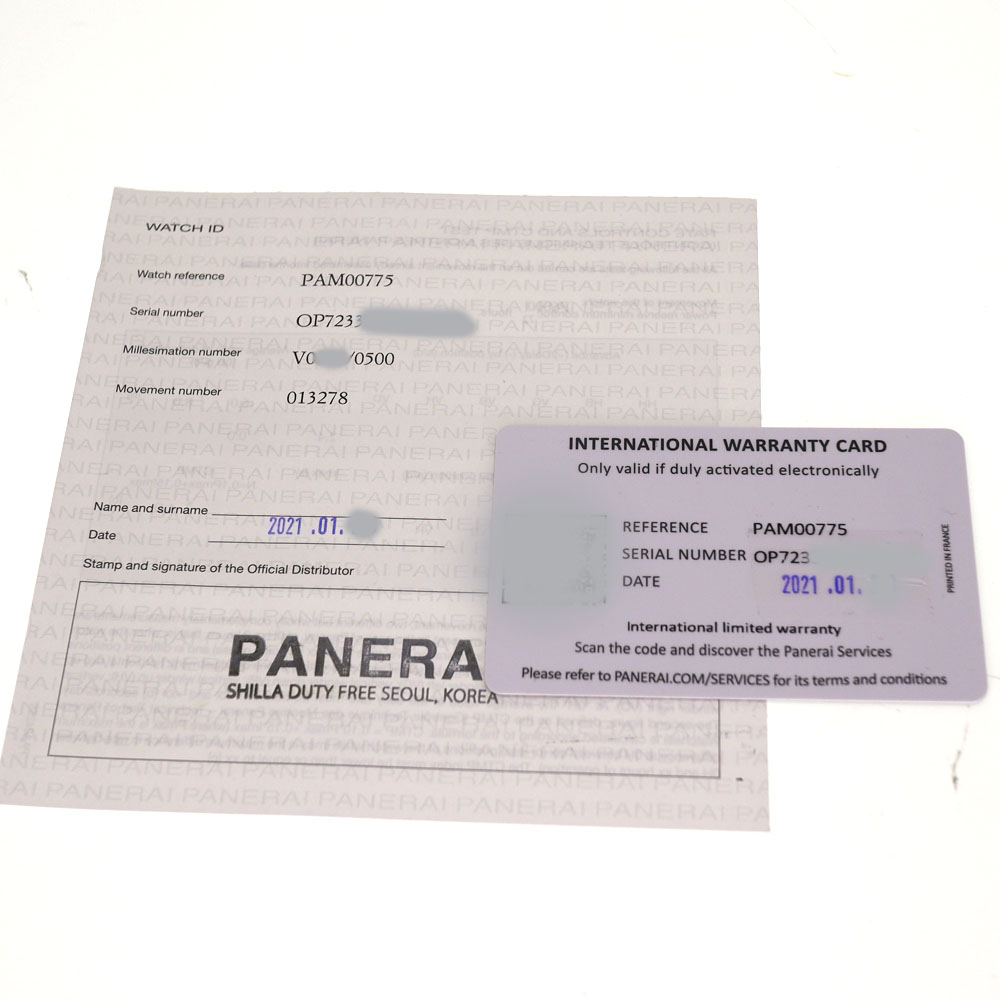 WATCH ID
Watch reference PAM00775
Serial number OP7233
Millesimation number V0 /0500
Movement number 013278
Name and surname
2021 .01.
Date
Stamp and signature of the Official Distributor
PANERA
SHILLA DUTY FREE SEOUL, KOREA
INTERNATIONAL WARRANTY CARD
Only valid if duly activated electronically
REFERENCE PAM00775
SERIAL NUMBER OP723
DATE 2021 .01.
PRINTED IN FRANCE
International limited warranty
Scan the code and discover the Panerai Services
Please refer to PANERAI.COM/SERVICES for its terms and conditions